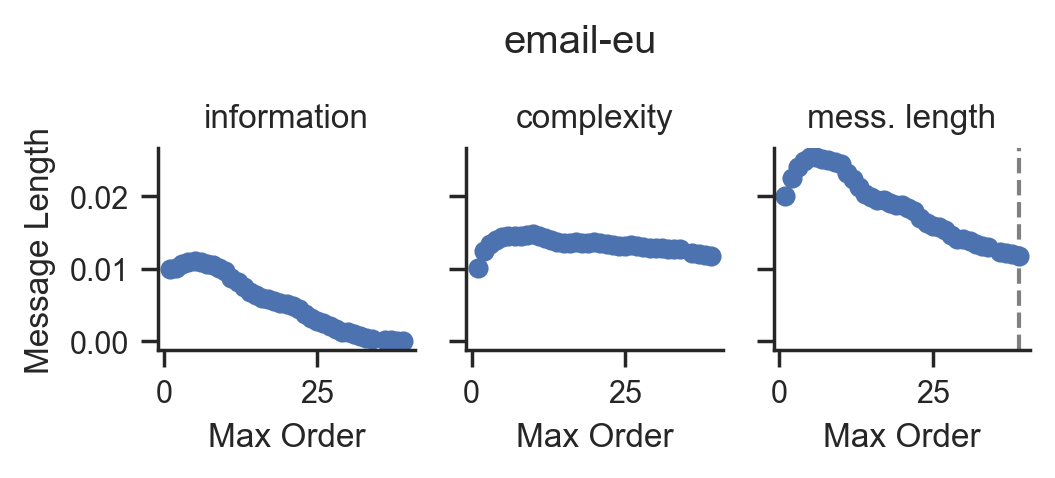 email-eu
information
complexity
mess. length
Message Length
0.02
0.01
0.00
0
25
0
25
0
25
Max Order
Max Order
Max Order